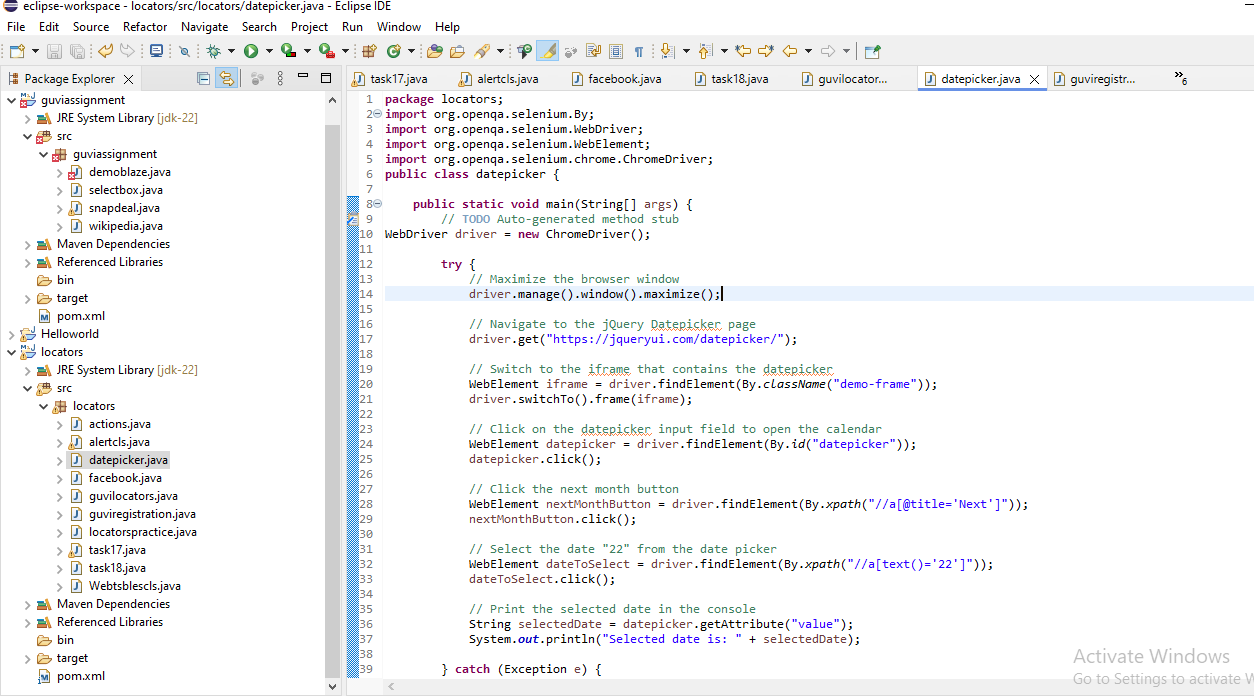 eclipse-workspace - locators/src/locators/datepicker.java - Eclipse IDE
File Edit Source Refactor Navigate Search Project Run Window Help
Package Explorer
task17.java alertcls.java facebook.java task18.java guvilocator... datepicker.java guviregistr... »6
guviassignment
JRE System Library [jdk-22]
src
guviassignment
demoblaze.java
selectbox.java
snapdeal.java
wikipedia.java
Maven Dependencies
Referenced Libraries
bin
target
pom.xml
Helloworld
locators
JRE System Library [jdk-22]
src
locators
actions.java
alertcls.java
datepicker.java
facebook.java
guvilocators.java
guviregistration.java
locatorspractice.java
task17.java
task18.java
Webtsblescls.java
Maven Dependencies
Referenced Libraries
bin
target
pom.xml
1 package locators;
2 import org.openqa.selenium.By;
3 import org.openqa.selenium.WebDriver;
4 import org.openqa.selenium.WebElement;
5 import org.openqa.selenium.chrome.ChromeDriver;
6 public class datepicker {
7
8 public static void main(String[] args) {
9 // TODO Auto-generated method stub
10 WebDriver driver = new ChromeDriver();
11
12 try {
13 // Maximize the browser window
14 driver.manage().window().maximize();
15
16 // Navigate to the jQuery Datepicker page
17 driver.get("https://jqueryui.com/datepicker/");
18
19 // Switch to the iframe that contains the datepicker
20 WebElement iframe = driver.findElement(By.className("demo-frame"));
21 driver.switchTo().frame(iframe);
22
23 // Click on the datepicker input field to open the calendar
24 WebElement datepicker = driver.findElement(By.id("datepicker"));
25 datepicker.click();
26
27 // Click the next month button
28 WebElement nextMonthButton = driver.findElement(By.xpath("//a[@title='Next']"));
29 nextMonthButton.click();
30
31 // Select the date "22" from the date picker
32 WebElement dateToSelect = driver.findElement(By.xpath("//a[text()='22']"));
33 dateToSelect.click();
34
35 // Print the selected date in the console
36 String selectedDate = datepicker.getAttribute("value");
37 System.out.println("Selected date is: " + selectedDate);
38
39 } catch (Exception e) {
Activate Windows
Go to Settings to activate W